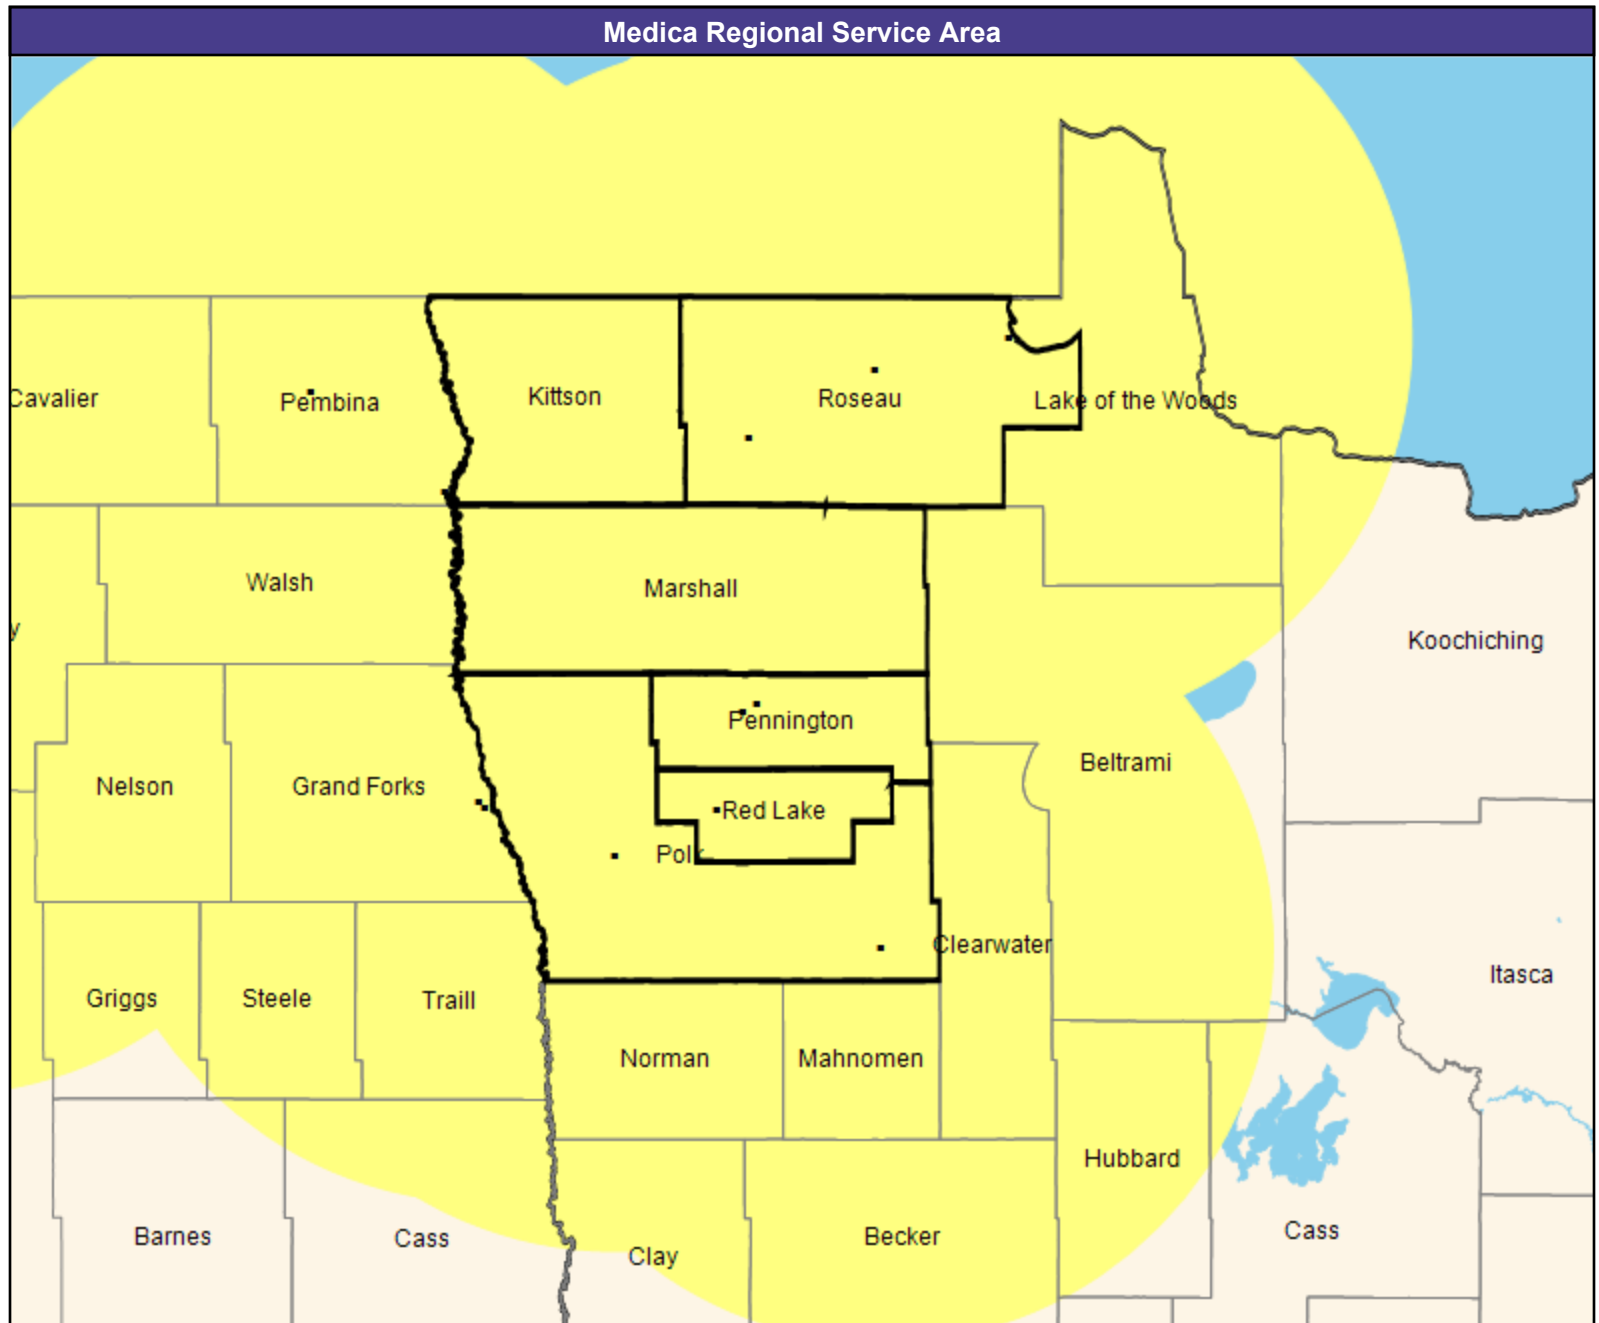 Medica Regional Service Area
Cavalier
Pembina
Kittson
Roseau
Lake of the Woods
Walsh
Marshall
y
Koochiching
Pennington
Beltrami
Nelson
Grand Forks
Red Lake
Polk
Clearwater
Itasca
Griggs
Steele
Traill
Norman
Mahnomen
Hubbard
Barnes
Cass
Clay
Becker
Cass